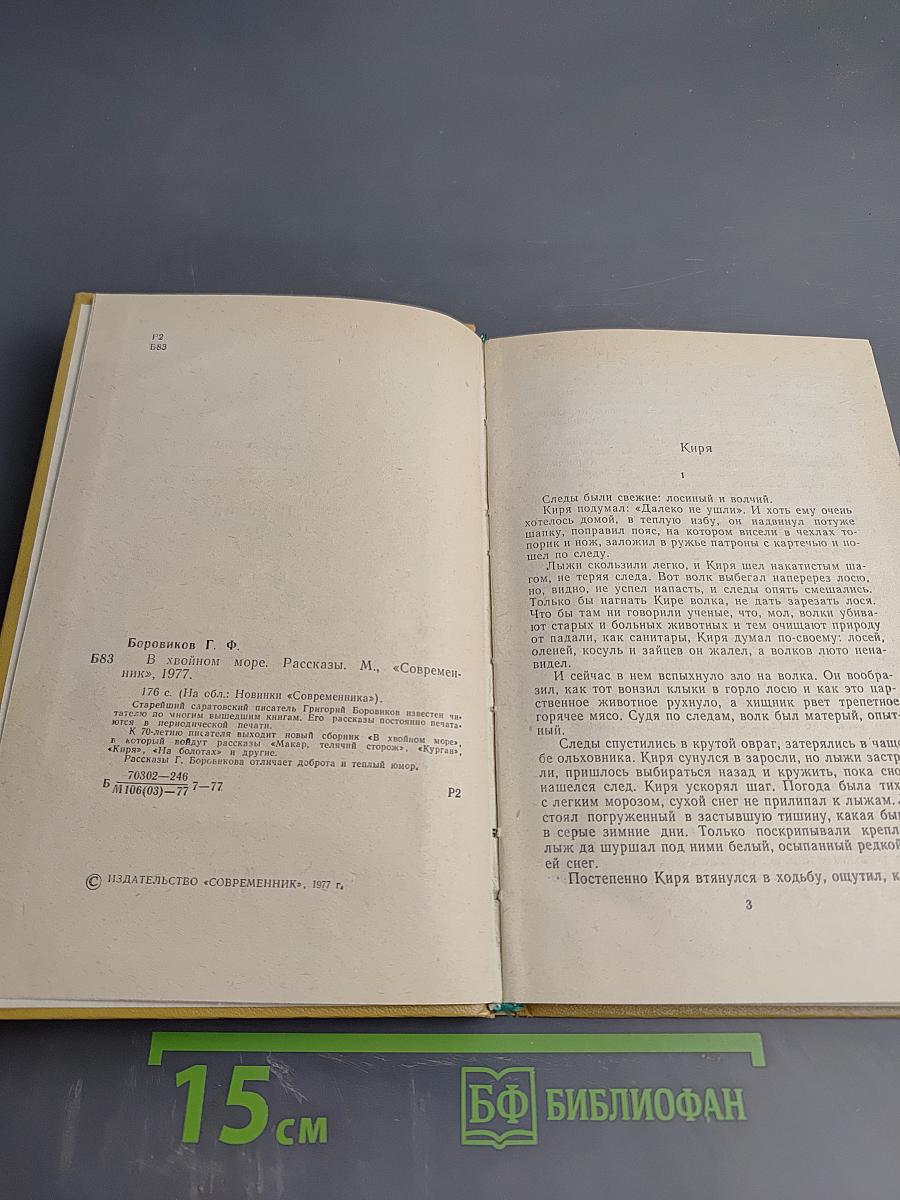 Р2
Б83
Боровиков Г. Ф.
Б83 В хвойном море. Рассказы. М., «Современ-
ник», 1977.
176 с. (На обл.: Новинки «Современника»).
Старейший саратовский писатель Григорий Боровиков известен чи-
тателю по многим вышедшим книгам. Его рассказы постоянно печата-
ются в периодической печати.
К 70-летию писателя выходит новый сборник «В хвойном море»,
в который войдут рассказы «Макар, телячий сторож», «Курган»,
«Киря», «На болотах» и другие.
Рассказы Г. Боровикова отличает доброта и теплый юмор.
Б 70302—246
М106(03)—77 7—77
Р2
© ИЗДАТЕЛЬСТВО «СОВРЕМЕННИК», 1977 г.
Киря
1
Следы были свежие: лосиный и волчий.
Киря подумал: «Далеко не ушли». И хоть ему очень
хотелось домой, в теплую избу, он надвинул потуже
шапку, поправил пояс, на котором висели в чехлах то-
порик и нож, заложил в ружье патроны с картечью и по-
шел по следу.
Лыжи скользили легко, и Киря шел накатистым ша-
гом, не теряя следа. Вот волк выбегал наперерез лосю,
но, видно, не успел напасть, и следы опять смешались.
Только бы нагнать Кире волка, не дать зарезать лося.
Что бы там ни говорили ученые, что, мол, волки убива-
ют старых и больных животных и тем очищают природу
от падали, как санитары, Киря думал по-своему: лосей,
оленей, косуль и зайцев он жалел, а волков люто нена-
видел.
И сейчас в нем вспыхнуло зло на волка. Он вообра-
зил, как тот вонзил клыки в горло лосю и как это цар-
ственное животное рухнуло, а хищник рвет трепетное
горячее мясо. Судя по следам, волк был матерый, опыт-
ный.
Следы спустились в крутой овраг, затерялись в чащо
бе ольховника. Киря сунулся в заросли, но лыжи застр
ли, пришлось выбираться назад и кружить, пока сно
нашелся след. Киря ускорял шаг. Погода была тих
с легким морозом, сухой снег не прилипал к лыжам.
стоял погруженный в застывшую тишину, какая бы
в серые зимние дни. Только поскрипывали крепл
лыж да шуршал под ними белый, осыпанный редкой
ей снег.
Постепенно Киря втянулся в ходьбу, ощутил, к
3
15 см
БФ БИБЛИОФАН